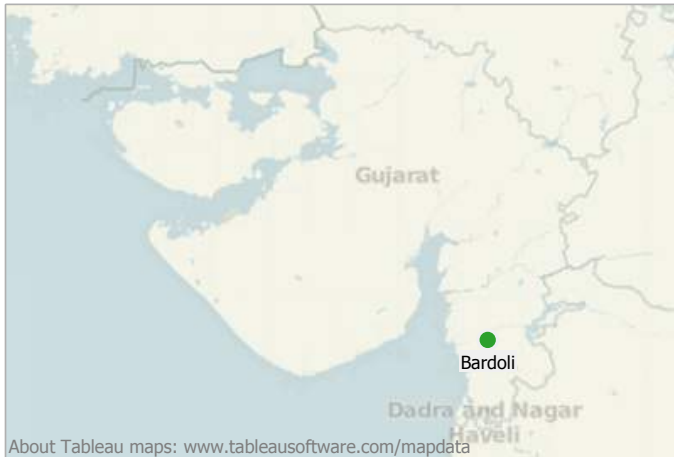 Gujarat
Bardoli
Dadra and Nagar
Haveli
About Tableau maps: www.tableausoftware.com/mapdata